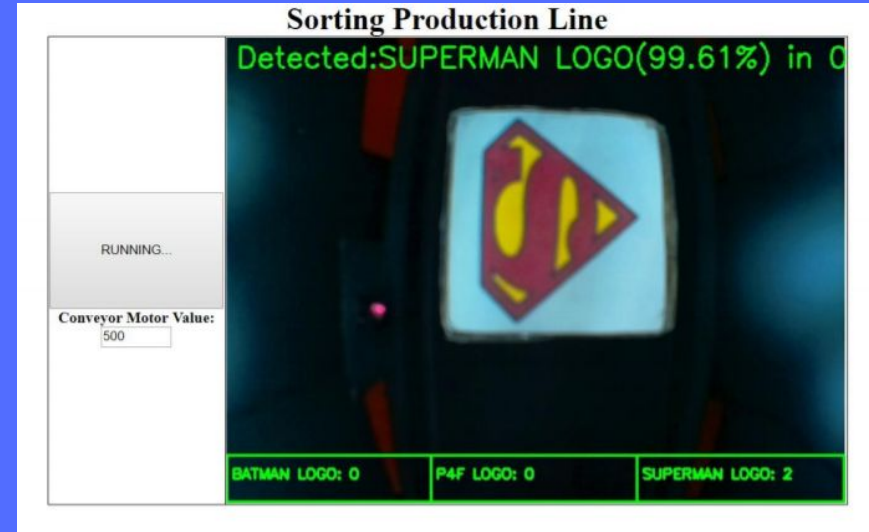 Sorting Production Line
Detected:SUPERMAN LOGO(99.61%) in 0
RUNNING...
Conveyor Motor Value:
500
BATMAN LOGO: 0
P4F LOGO: 0
SUPERMAN LOGO: 2